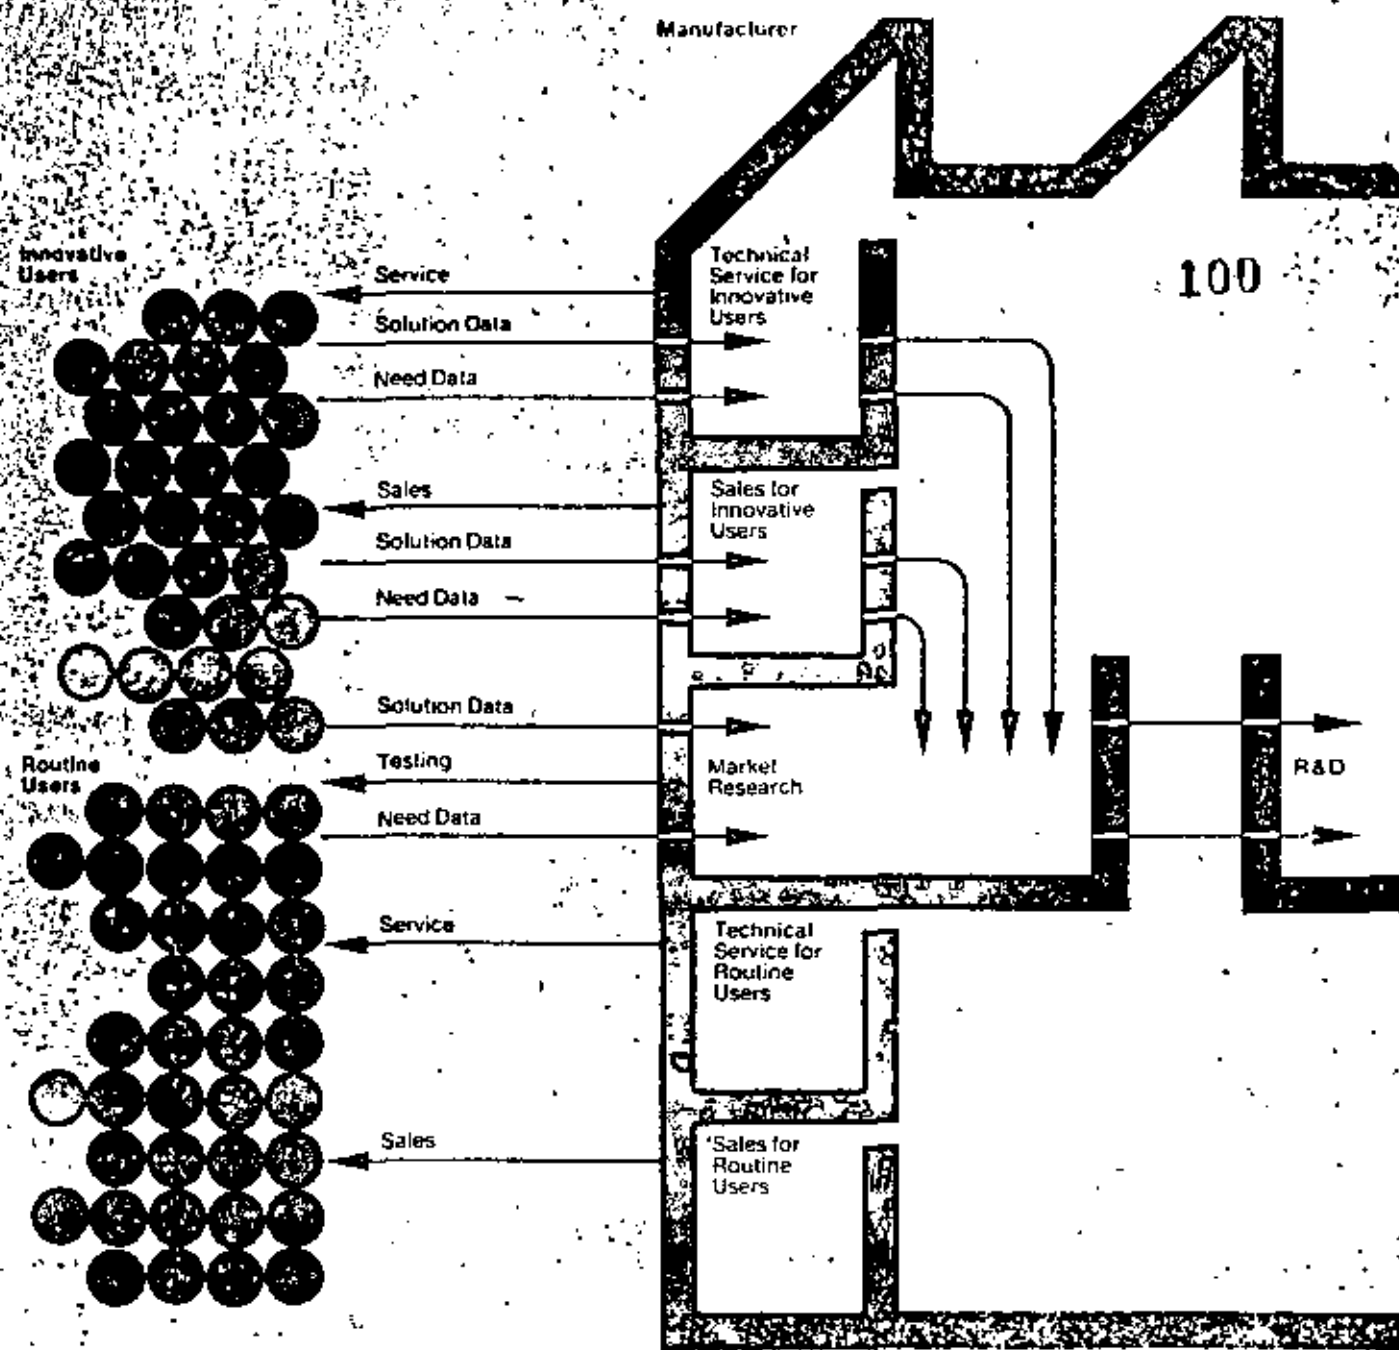 Manufacturer
100
Innovative
Users
Service
Solution Data
Need Data
Technical
Service for
Innovative
Users
Sales
Solution Data
Need Data
Sales for
Innovative
Users
Solution Data
Testing
Need Data
Market
Research
R&D
Routine
Users
Service
Technical
Service for
Routine
Users
Sales
Sales for
Routine
Users